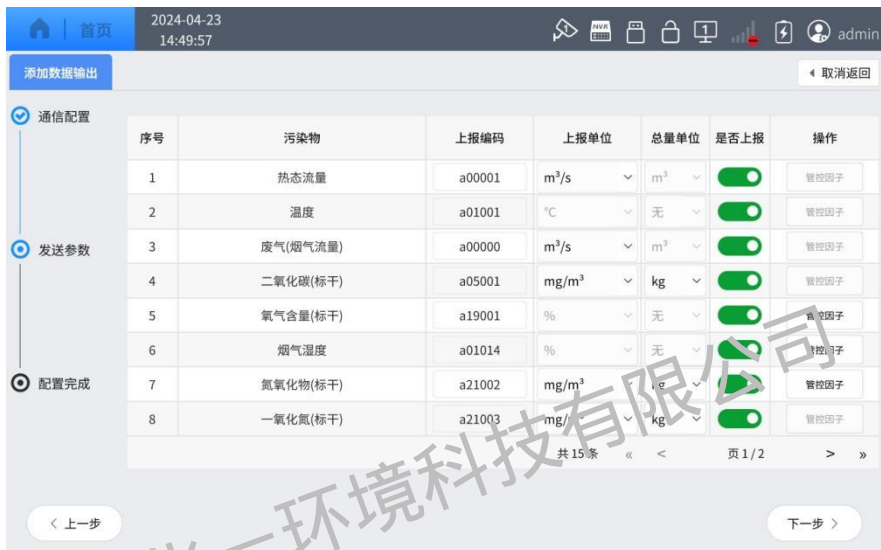 首页
2024-04-23
14:49:57
NVR
1
admin
添加数据输出
取消返回
通信配置
发送参数
配置完成
序号 污染物 上报编码 上报单位 总量单位 是否上报 操作
1 热态流量 a00001 m³/s m³ 管控因子
2 温度 a01001 ℃ 无 管控因子
3 废气(烟气流量) a00000 m³/s m³ 管控因子
4 二氧化碳(标干) a05001 mg/m³ kg 管控因子
5 氧气含量(标干) a19001 % 无 管控因子
6 烟气湿度 a01014 % 无 管控因子
7 氮氧化物(标干) a21002 mg/m³ kg 管控因子
8 一氧化氮(标干) a21003 kg 管控因子
共 15 条 « < 页 1 / 2 > »
< 上一步
下一步 >
一环境科技有限公司